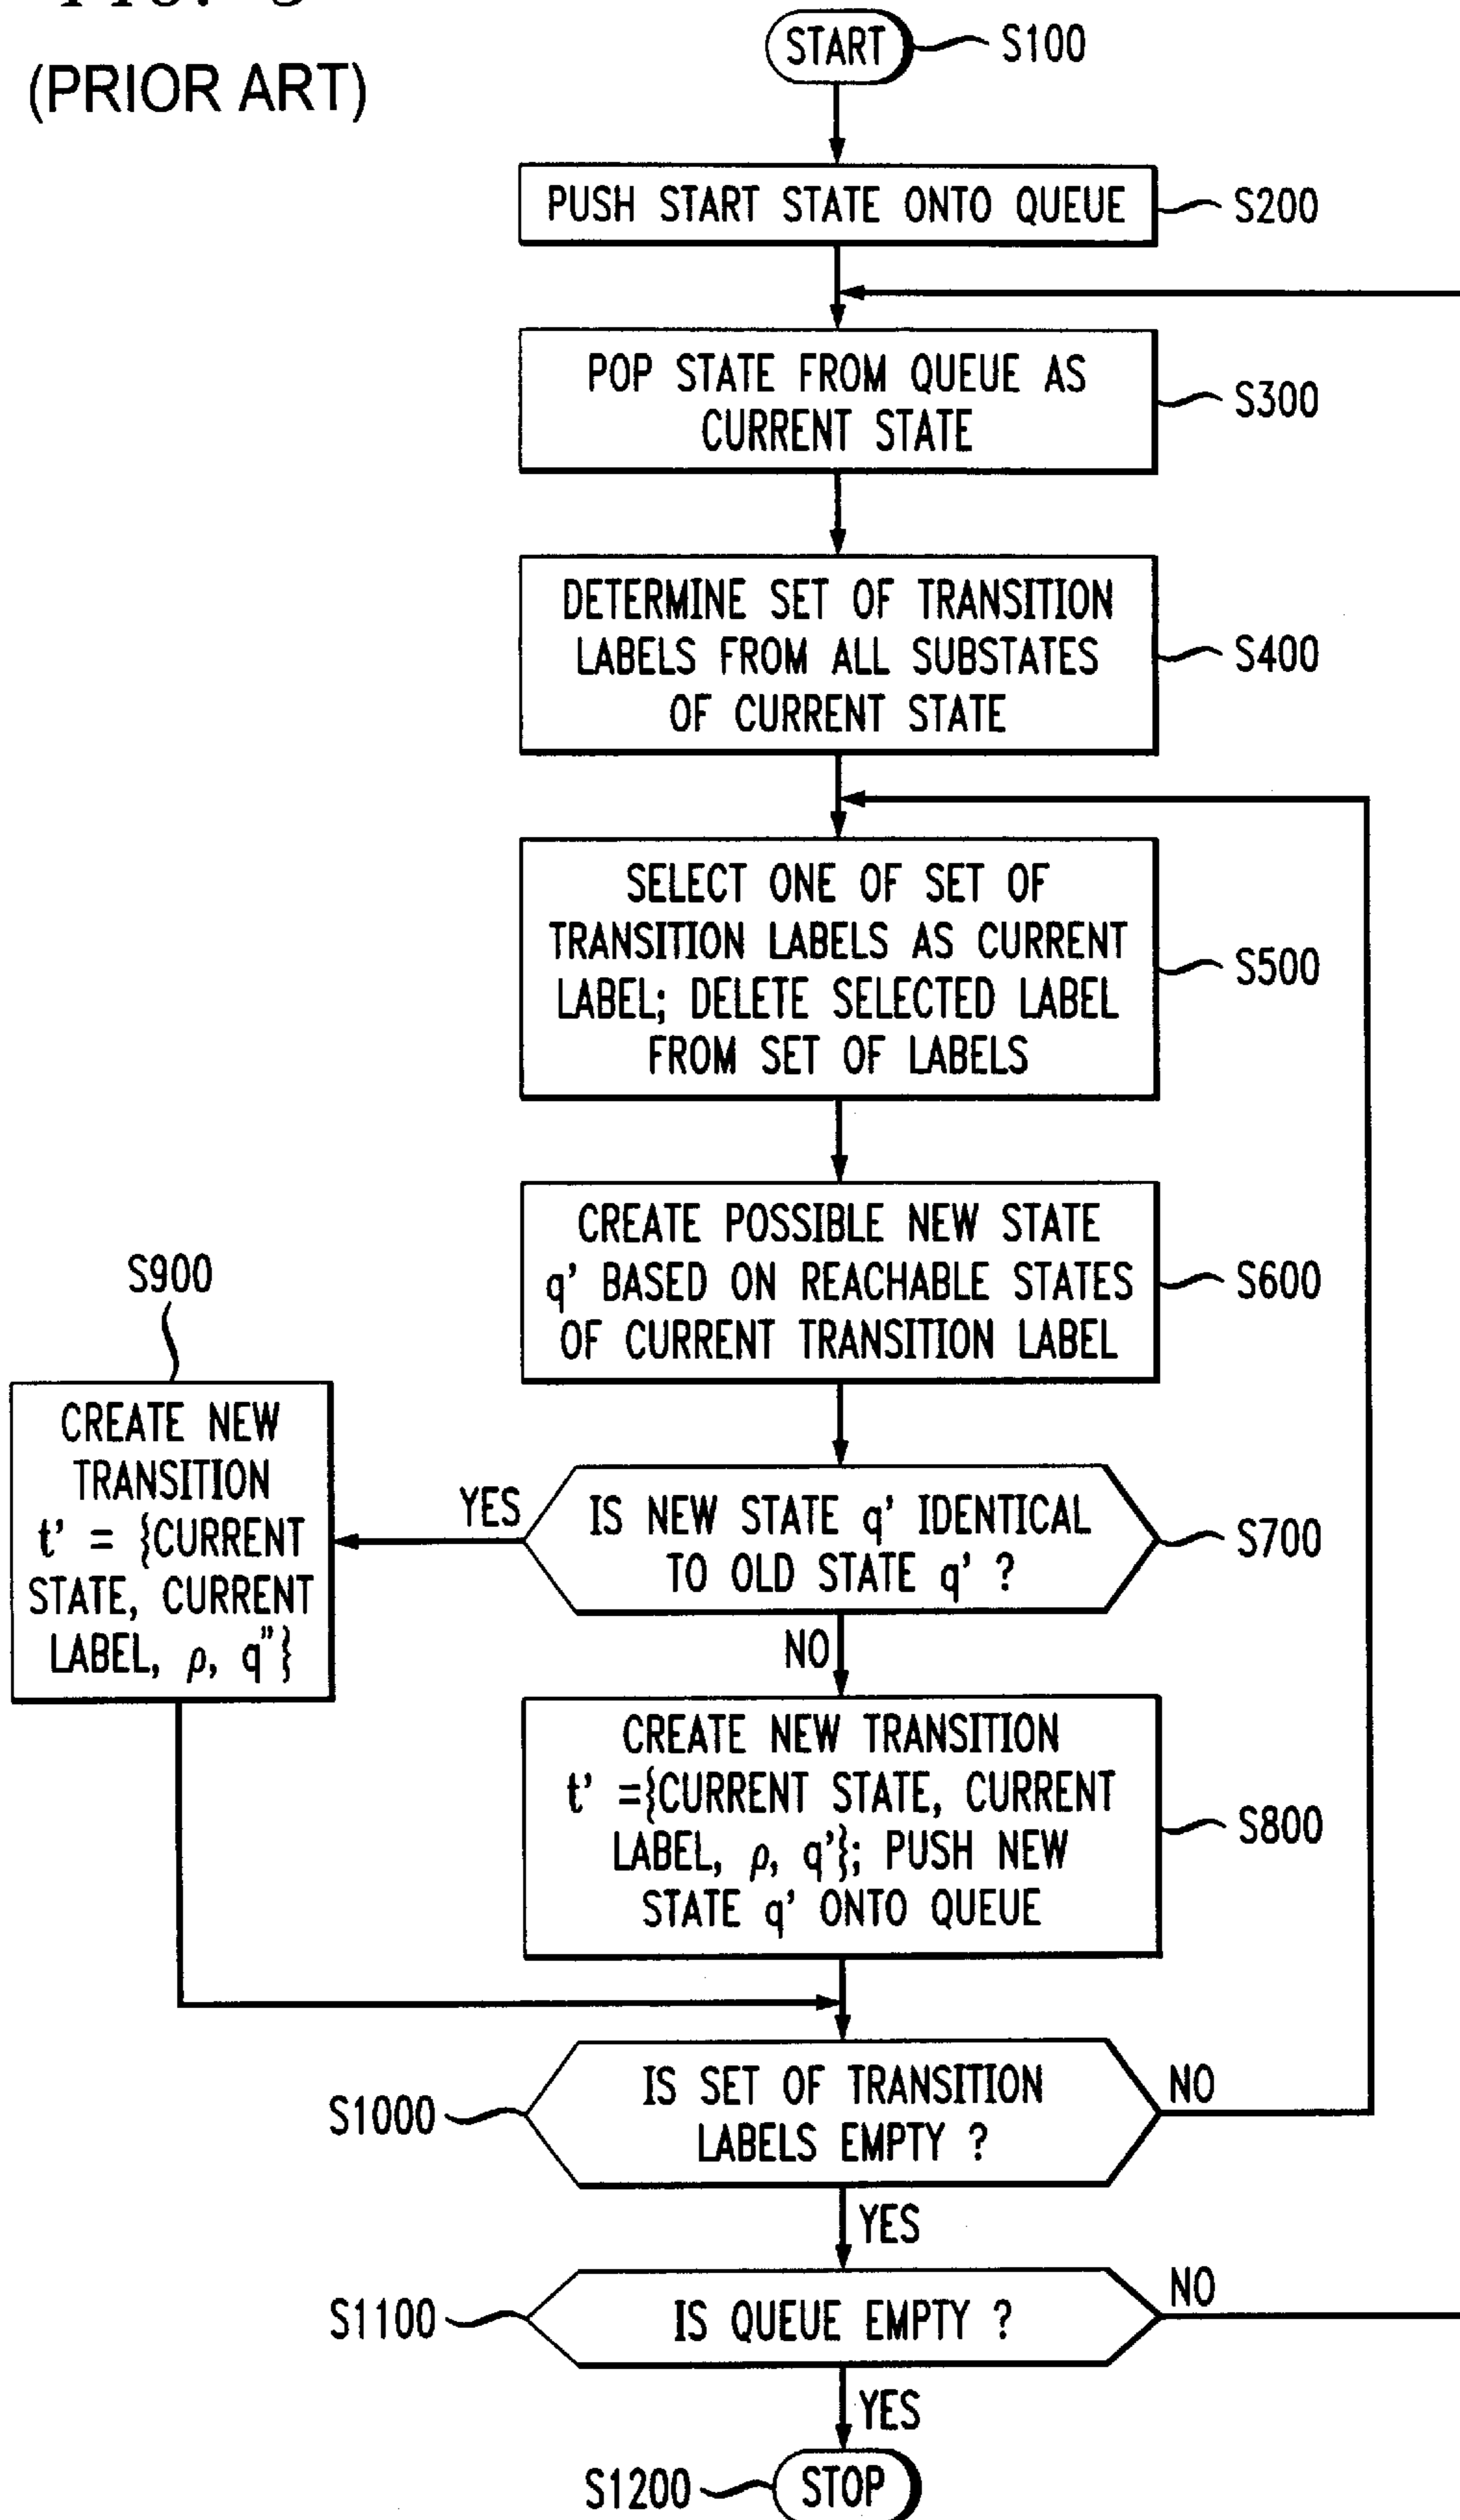 (PRIOR ART)
START
S100
PUSH START STATE ONTO QUEUE
S200
POP STATE FROM QUEUE AS
CURRENT STATE
S300
DETERMINE SET OF TRANSITION
LABELS FROM ALL SUBSTATES
OF CURRENT STATE
S400
SELECT ONE OF SET OF
TRANSITION LABELS AS CURRENT
LABEL; DELETE SELECTED LABEL
FROM SET OF LABELS
S500
CREATE POSSIBLE NEW STATE
q' BASED ON REACHABLE STATES
OF CURRENT TRANSITION LABEL
S600
S900
CREATE NEW
TRANSITION
t' = {CURRENT
STATE, CURRENT
LABEL, ρ, q"}
YES
IS NEW STATE q' IDENTICAL
TO OLD STATE q' ?
S700
NO
CREATE NEW TRANSITION
t' ={CURRENT STATE, CURRENT
LABEL, ρ, q'}; PUSH NEW
STATE q' ONTO QUEUE
S800
S1000
IS SET OF TRANSITION
LABELS EMPTY ?
NO
YES
S1100
IS QUEUE EMPTY ?
NO
YES
S1200
STOP